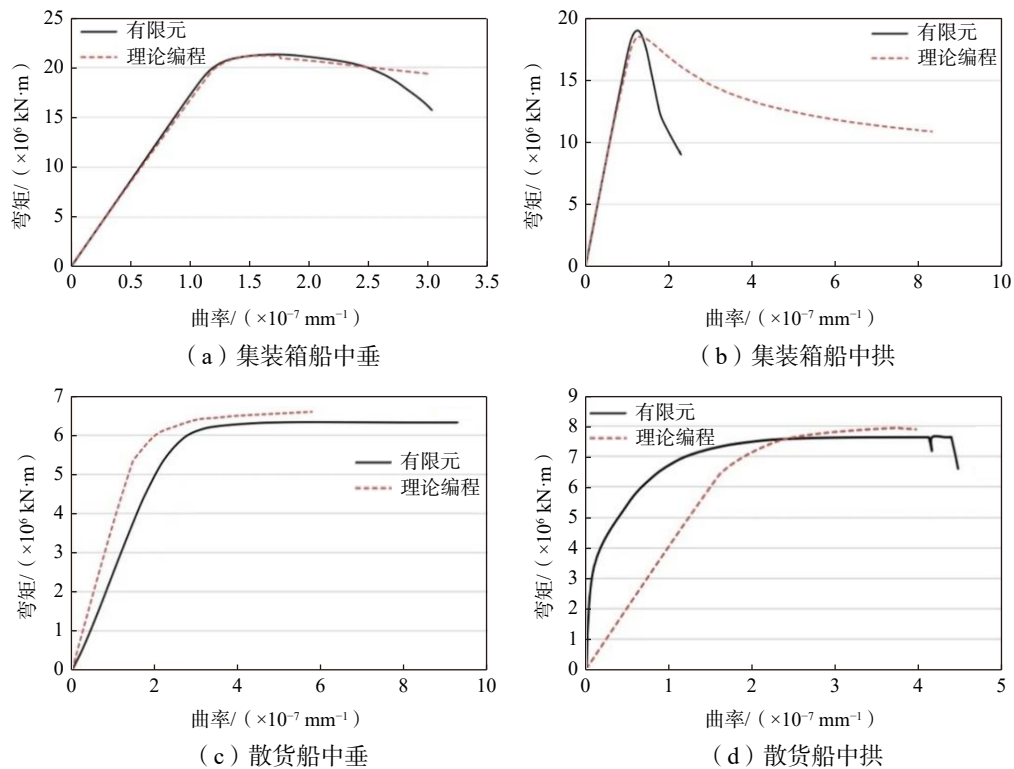 有限元
理论编程
25
20
15
10
5
0
弯矩/（×10⁶ kN·m）
0 0.5 1.0 1.5 2.0 2.5 3.0 3.5
曲率/（×10⁻⁷ mm⁻¹）
（a）集装箱船中垂
有限元
理论编程
20
15
10
5
0
弯矩/（×10⁶ kN·m）
0 2 4 6 8 10
曲率/（×10⁻⁷ mm⁻¹）
（b）集装箱船中拱
有限元
理论编程
7
6
5
4
3
2
1
0
弯矩/（×10⁶ kN·m）
0 2 4 6 8 10
曲率/（×10⁻⁷ mm⁻¹）
（c）散货船中垂
有限元
理论编程
9
8
7
6
5
4
3
2
1
0
弯矩/（×10⁶ kN·m）
0 1 2 3 4 5
曲率/（×10⁻⁷ mm⁻¹）
（d）散货船中拱